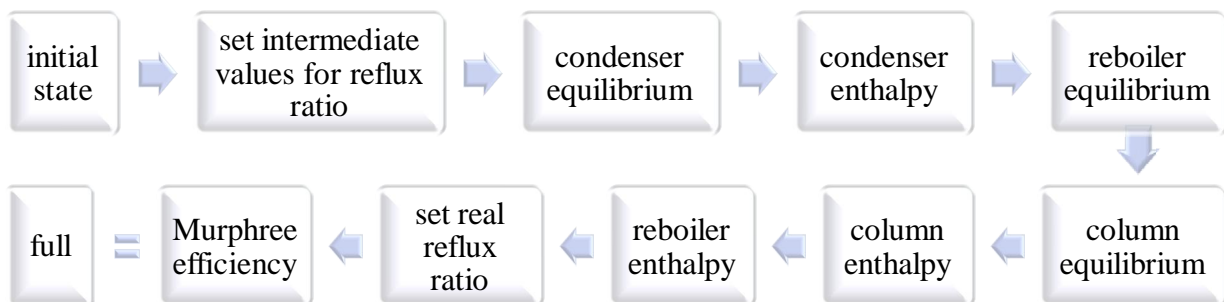 initial
state
set intermediate
values for reflux
ratio
condenser
equilibrium
condenser
enthalpy
reboiler
equilibrium
column
equilibrium
column
enthalpy
reboiler
enthalpy
set real
reflux
ratio
Murphree
efficiency
=
full